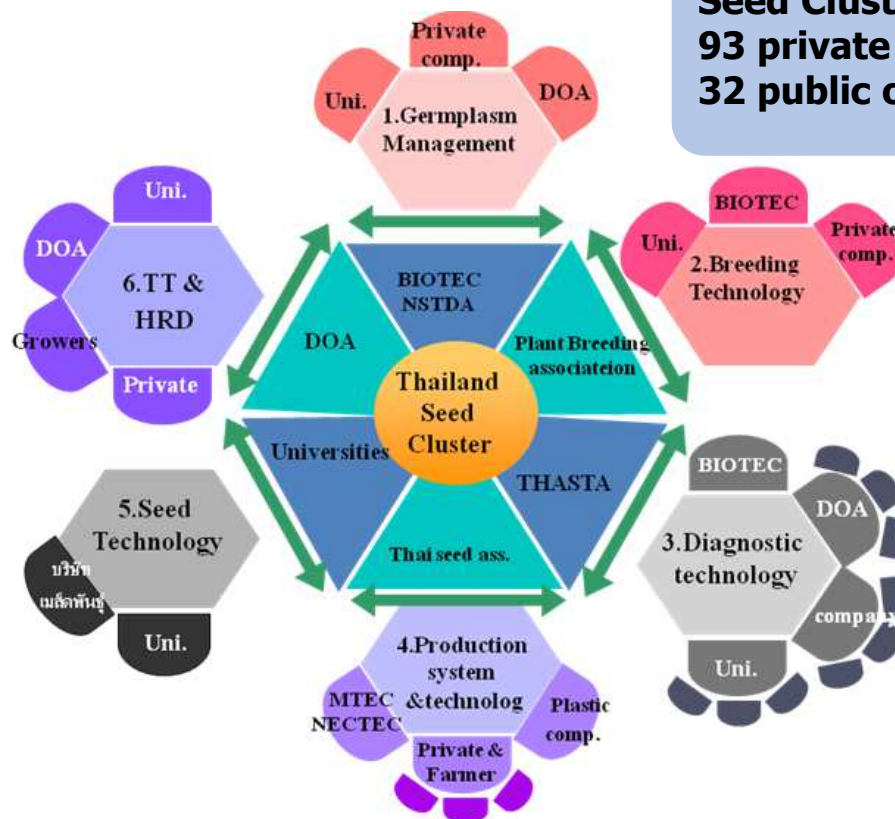 Seed Clust
93 private
32 public
Private
comp.
Uni.
DOA
1.Germplasm
Management
Uni.
DOA
6.TT &
HRD
Growers
Private
BIOTEC
Uni.
Private
comp.
2.Breeding
Technology
BIOTEC
NSTDA
DOA
Plant Breeding
associateion
Thailand
Seed
Cluster
Universities
THASTA
Thai seed ass.
5.Seed
Technology
บริษัท
เมล็ดพันธุ์
Uni.
BIOTEC
DOA
3.Diagnostic
technology
company
Uni.
4.Production
system
&technolog
MTEC
NECTEC
Plastic
comp.
Private &
Farmer